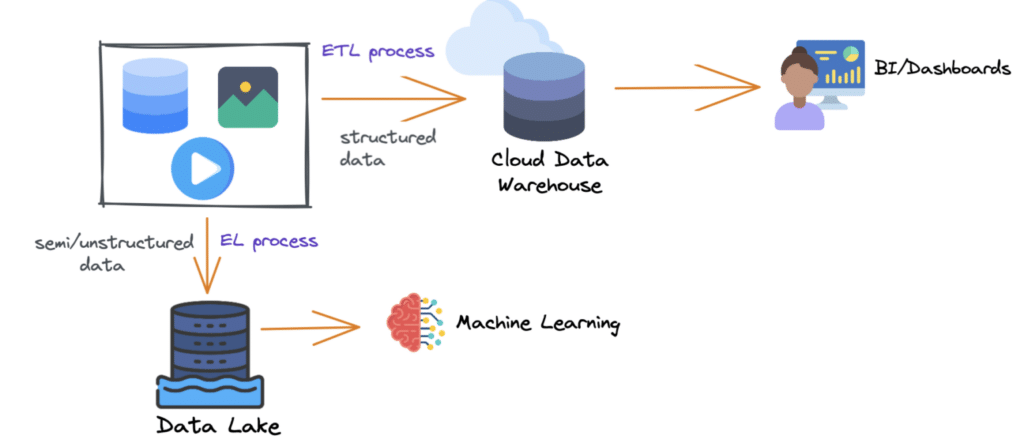 ETL process
BI/Dashboards
structured
data
Cloud Data
Warehouse
semi/unstructured
data
EL process
Machine Learning
Data Lake